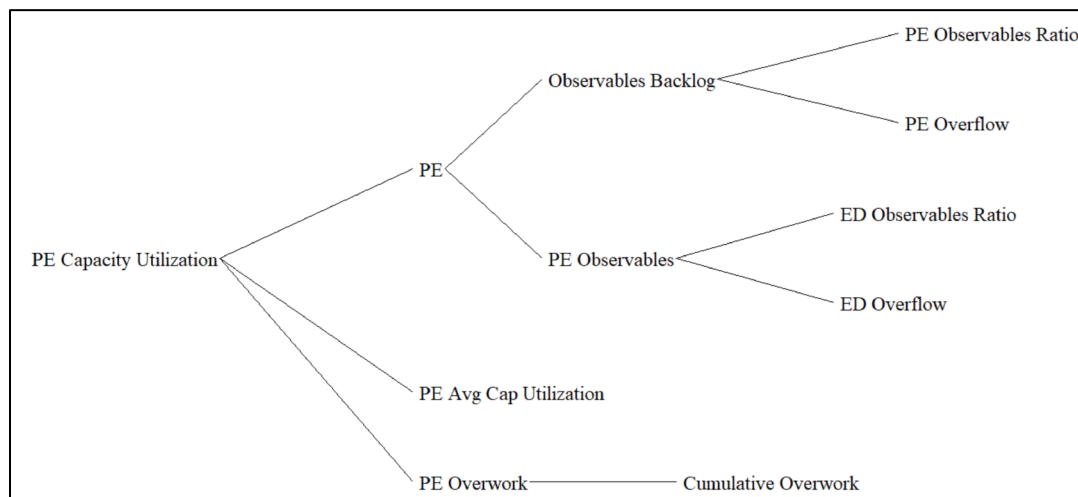 PE Observables Ratio
Observables Backlog
PE Overflow
PE
ED Observables Ratio
PE Capacity Utilization
PE Observables
ED Overflow
PE Avg Cap Utilization
PE Overwork
Cumulative Overwork